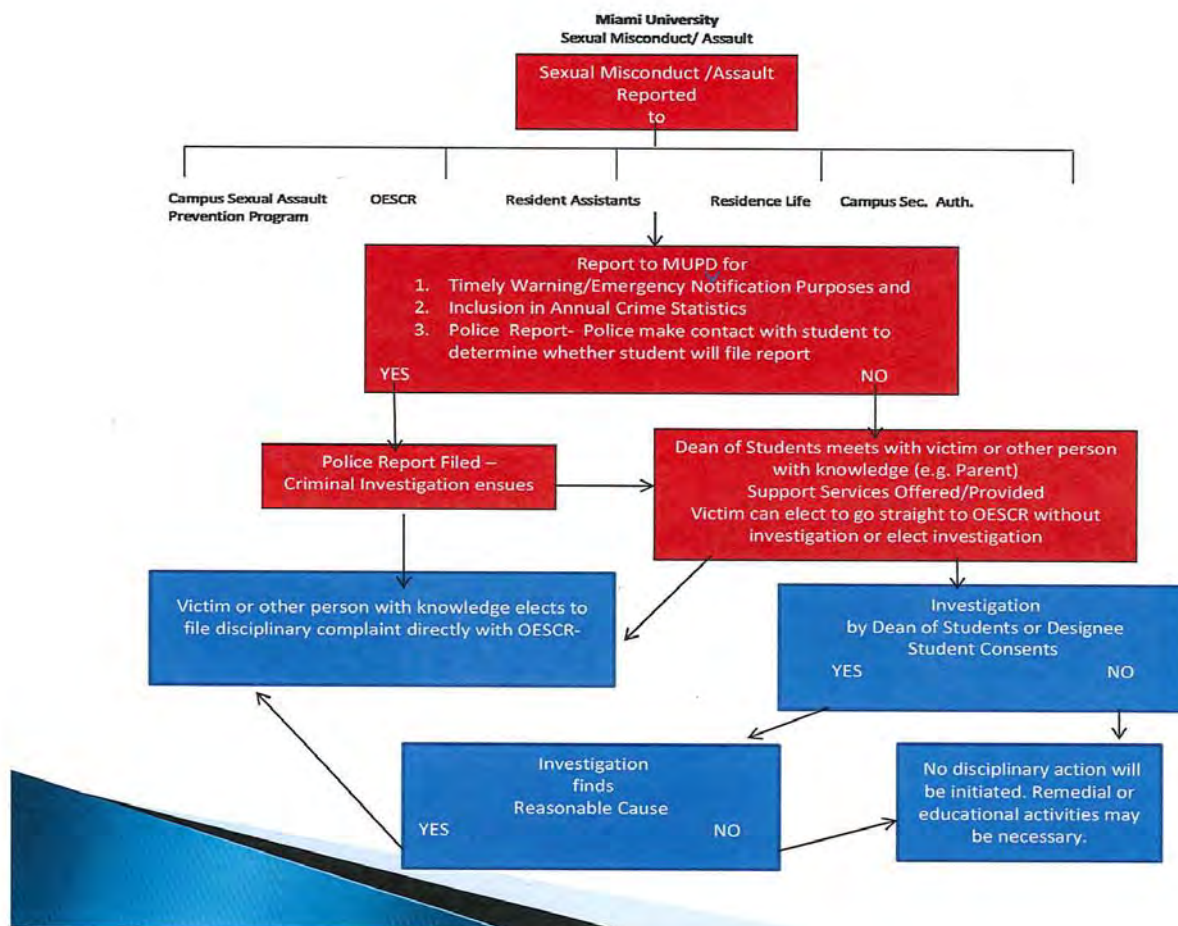 Miami University
Sexual Misconduct/ Assault
Sexual Misconduct /Assault
Reported
to
Campus Sexual Assault
Prevention Program
OESCR
Resident Assistants
Residence Life
Campus Sec. Auth.
Report to MUPD for
1. Timely Warning/Emergency Notification Purposes and
2. Inclusion in Annual Crime Statistics
3. Police Report- Police make contact with student to
determine whether student will file report
YES
NO
Police Report Filed –
Criminal Investigation ensues
Dean of Students meets with victim or other person
with knowledge (e.g. Parent)
Support Services Offered/Provided
Victim can elect to go straight to OESCR without
investigation or elect investigation
Victim or other person with knowledge elects to
file disciplinary complaint directly with OESCR-
Investigation
by Dean of Students or Designee
Student Consents
YES
NO
Investigation
finds
Reasonable Cause
YES
NO
No disciplinary action will
be initiated. Remedial or
educational activities may
be necessary.